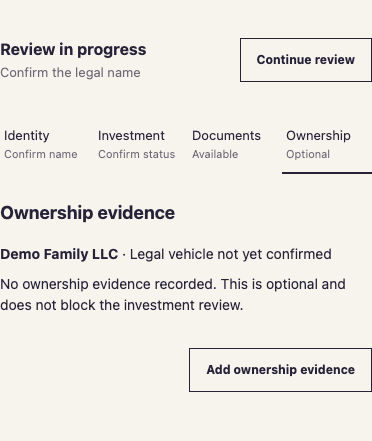 Review in progress
Confirm the legal name
Continue review
Identity
Confirm name
Investment
Confirm status
Documents
Available
Ownership
Optional
Ownership evidence
Demo Family LLC · Legal vehicle not yet confirmed
No ownership evidence recorded. This is optional and
does not block the investment review.
Add ownership evidence